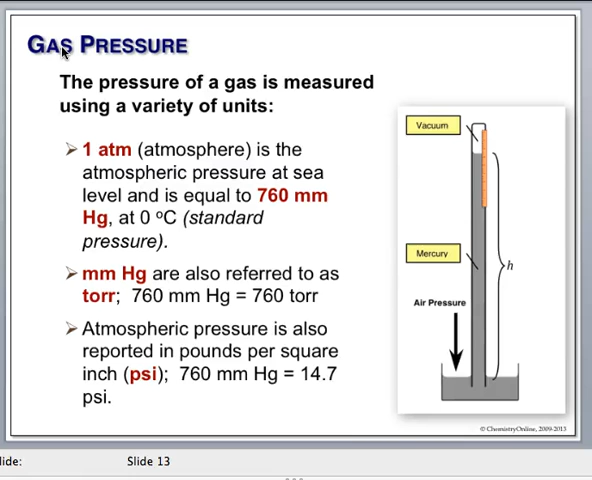 GAS PRESSURE
The pressure of a gas is measured
using a variety of units:
1 atm (atmosphere) is the
atmospheric pressure at sea
level and is equal to 760 mm
Hg, at 0 ºC (standard
pressure).
mm Hg are also referred to as
torr; 760 mm Hg = 760 torr
Atmospheric pressure is also
reported in pounds per square
inch (psi); 760 mm Hg = 14.7
psi.
Vacuum
Mercury
h
Air Pressure
© ChemistryOnline, 2009-2013
lide:
Slide 13